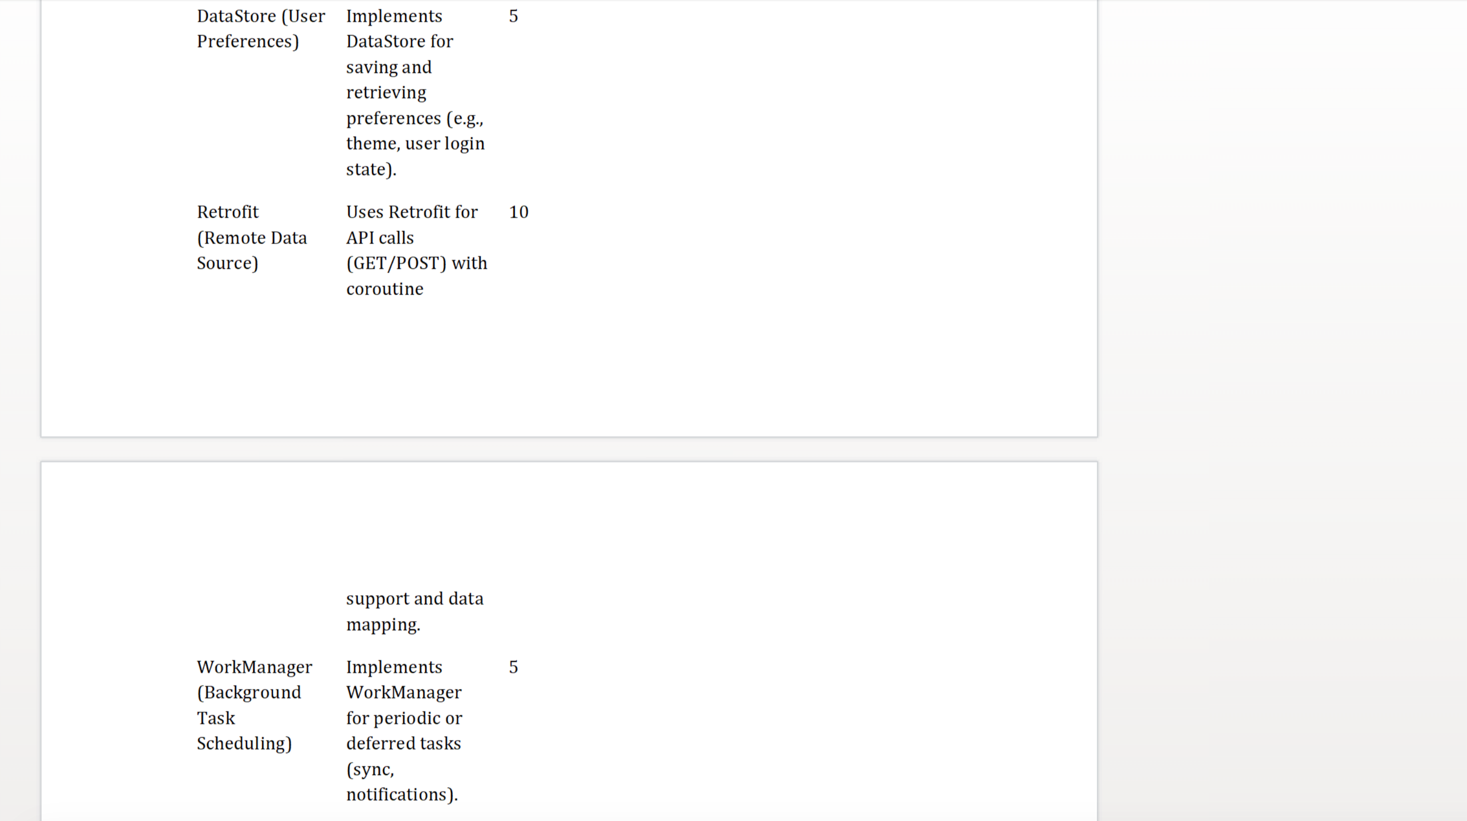 DataStore (User Implements 5
Preferences) DataStore for
saving and
retrieving
preferences (e.g.,
theme, user login
state).
Retrofit Uses Retrofit for 10
(Remote Data API calls
Source) (GET/POST) with
coroutine
support and data
mapping.
WorkManager Implements 5
(Background WorkManager
Task for periodic or
Scheduling) deferred tasks
(sync,
notifications).